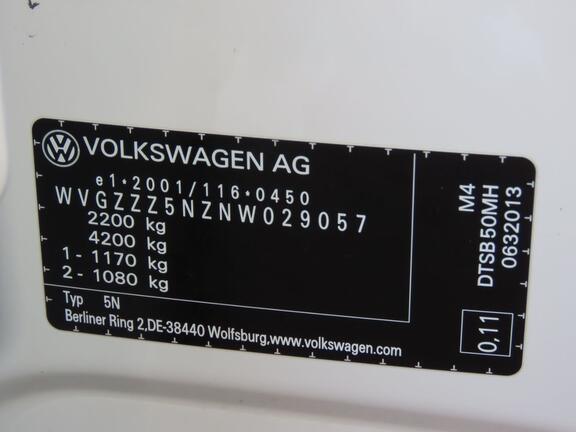 VOLKSWAGEN AG
e1*2001/116*0450
WVGZZZ5NZNW029057
2200 kg
4200 kg
1 - 1170 kg
2 - 1080 kg
Typ 5N
Berliner Ring 2,DE-38440 Wolfsburg,www.volkswagen.com
M4
DTSB50MH
0632013
0,11